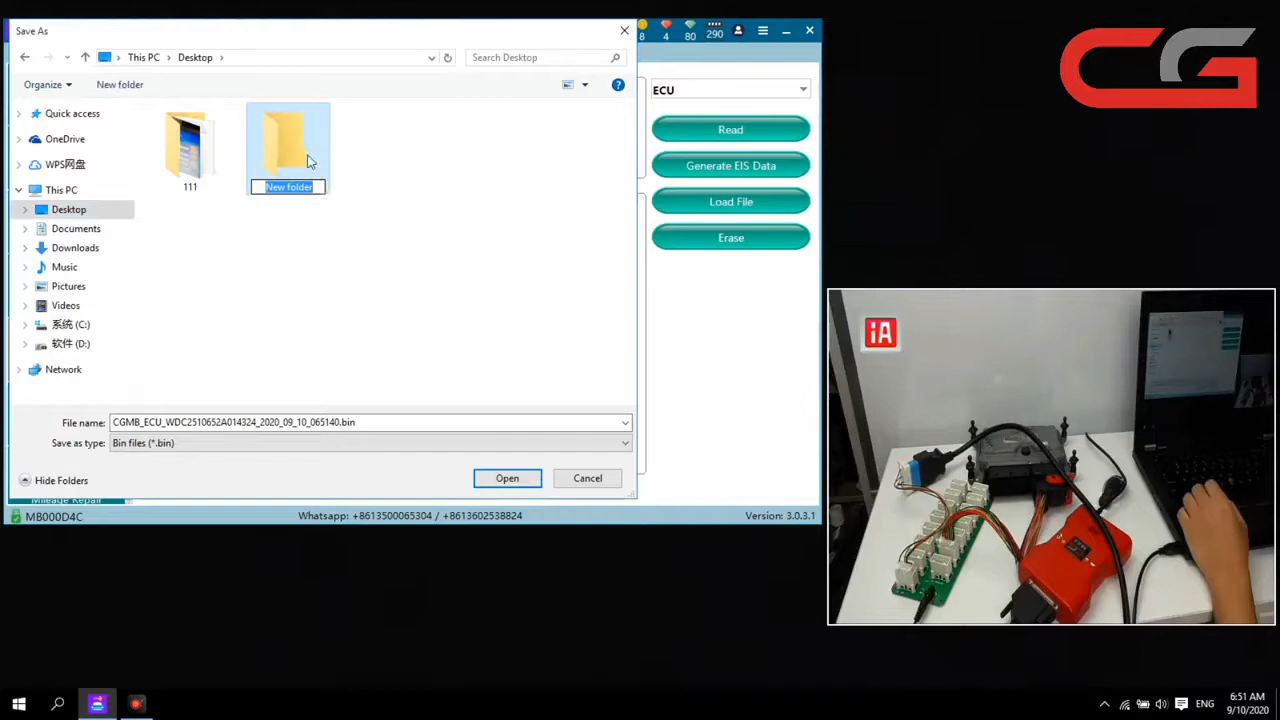 Save As
8
4
80
290
This PC
Desktop
Search Desktop
Organize
New folder
ECU
Read
Generate EIS Data
Load File
Erase
Quick access
OneDrive
WPS网盘
This PC
Desktop
Documents
Downloads
Music
Pictures
Videos
系统 (C:)
软件 (D:)
Network
111
New folder
File name:
CGMB_ECU_WDC2510652A014324_2020_09_10_065140.bin
Save as type:
Bin files (*.bin)
Hide Folders
Open
Cancel
Mileage Repair
MB000D4C
Whatsapp: +8613500065304 / +8613602538824
Version: 3.0.3.1
CG
iA
ENG
6:51 AM
9/10/2020